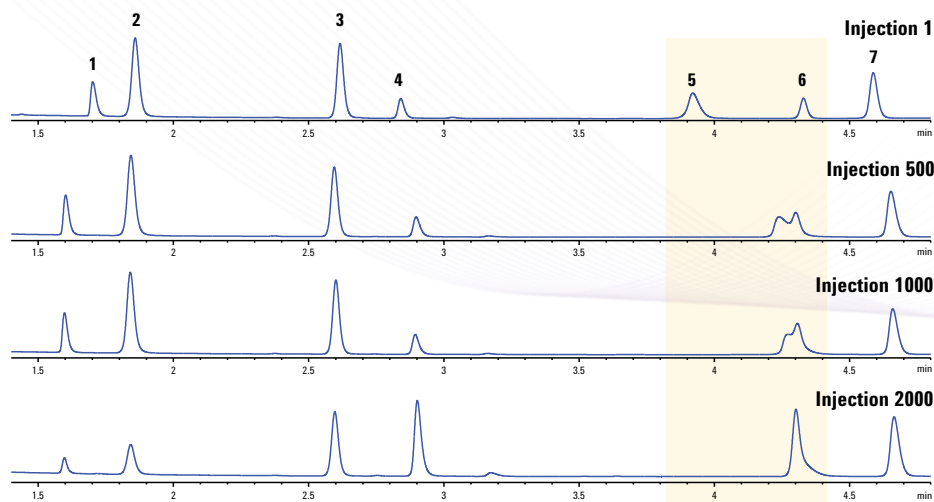 Injection 1
1 2 3 4 5 6 7
1.5 2 2.5 3 3.5 4 4.5 min
Injection 500
1.5 2 2.5 3 3.5 4 4.5 min
Injection 1000
1.5 2 2.5 3 3.5 4 4.5 min
Injection 2000
1.5 2 2.5 3 3.5 4 4.5 min